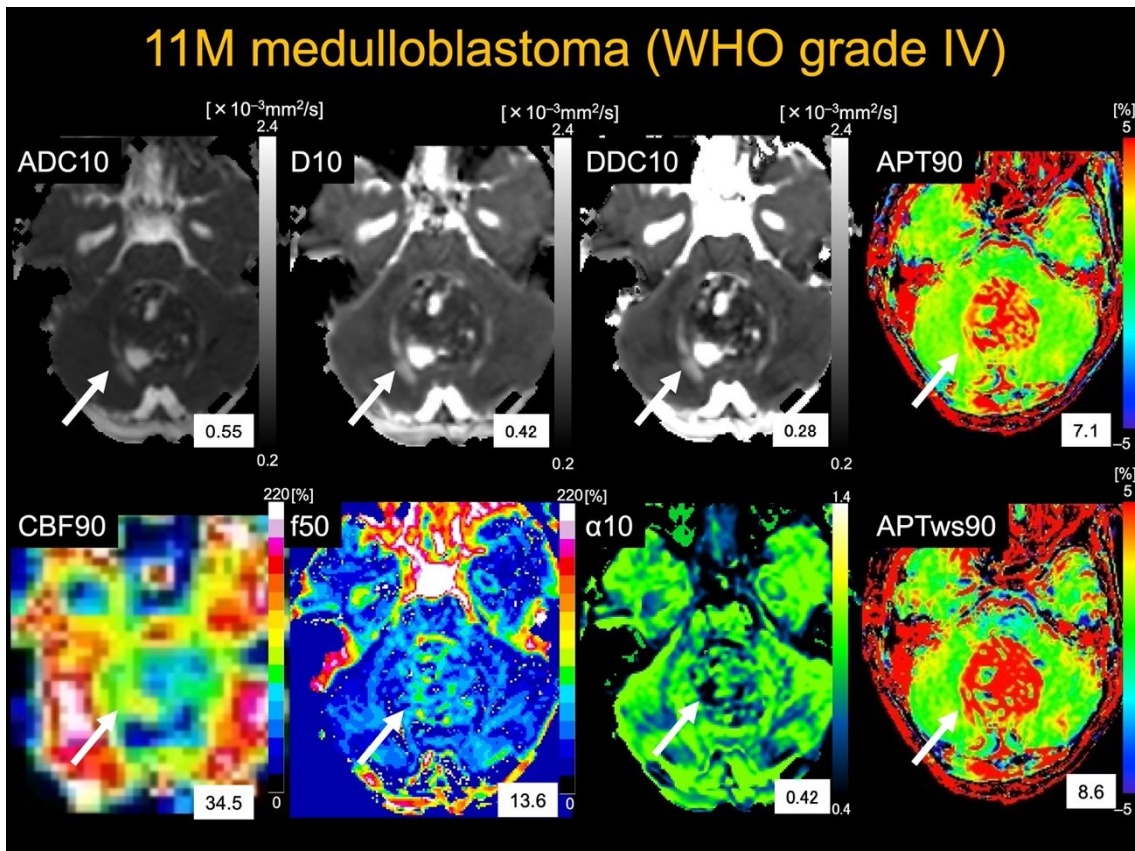 11M medulloblastoma (WHO grade IV)
[×10⁻³mm²/s] [×10⁻³mm²/s] [×10⁻³mm²/s] [%]
2.4 2.4 2.4 5
ADC10 D10 DDC10 APT90
0.55 0.42 0.28 7.1
0.2 0.2 0.2 –5
220 [%] 220 [%] 1.4 5
CBF90 f50 α10 APTws90
34.5 13.6 0.42 8.6
0 0 0.4 –5